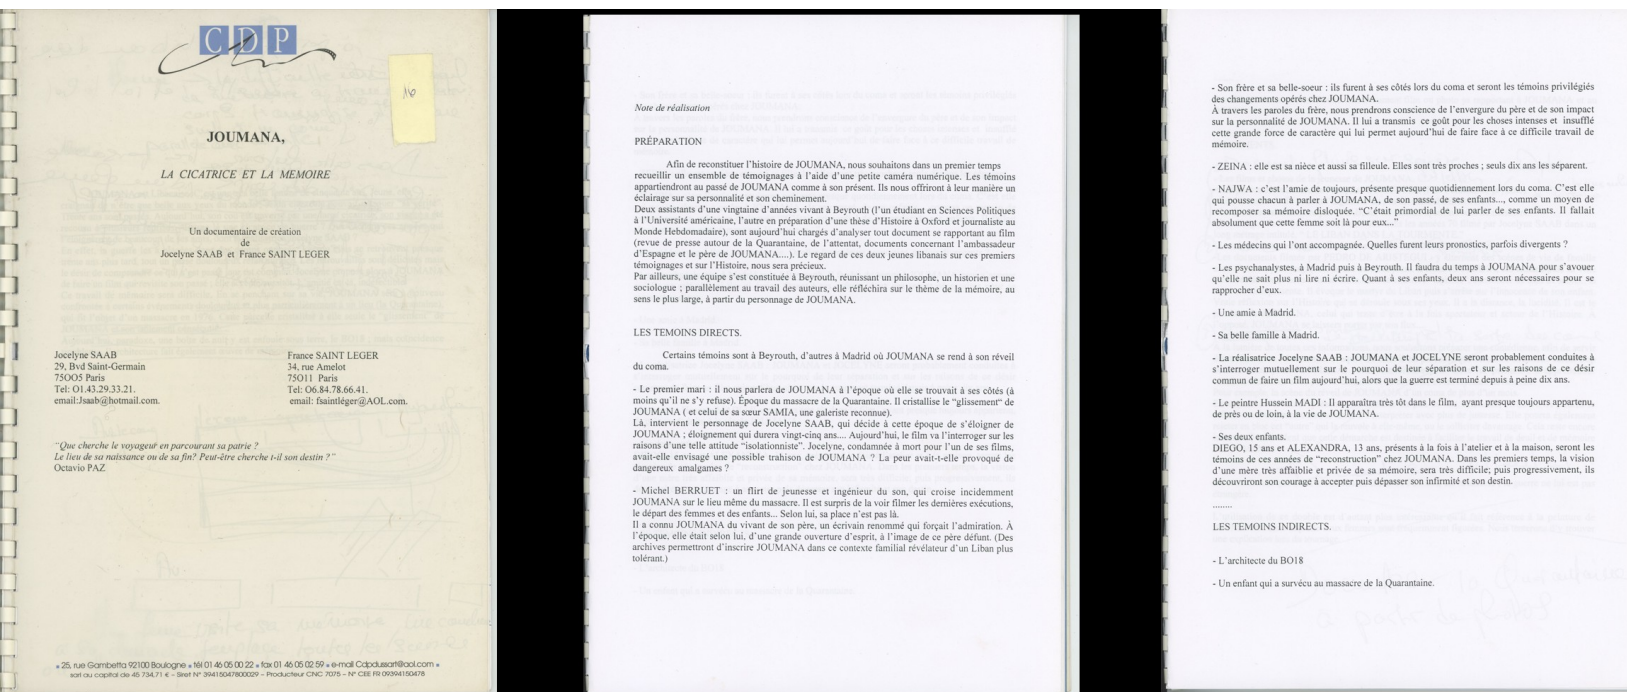 CDP
16
JOUMANA,
LA CICATRICE ET LA MEMOIRE
Un documentaire de création
de
Jocelyne SAAB et France SAINT LEGER
Jocelyne SAAB
29, Bvd Saint-Germain
75OO5 Paris
Tel: O1.43.29.33.21.
email:Jsaab@hotmail.com.
France SAINT LEGER
34, rue Amelot
75O11 Paris
Tel: O6.84.78.66.41.
email: fsaintléger@AOL.com.
"Que cherche le voyageur en parcourant sa patrie ?
Le lieu de sa naissance ou de sa fin? Peut-être cherche t-il son destin ?"
Octavio PAZ
25, rue Gambetta 92100 Boulogne • tél 01 46 05 00 22 • fax 01 46 05 02 59 • e-mail Cdpdussart@aol.com •
sarl au capital de 45 734,71 € – Siret N° 39415047800029 – Producteur CNC 7075 – N° CEE FR 09394150478
Note de réalisation
PRÉPARATION
Afin de reconstituer l'histoire de JOUMANA, nous souhaitons dans un premier temps
recueillir un ensemble de témoignages à l'aide d'une petite caméra numérique. Les témoins
appartiendront au passé de JOUMANA comme à son présent. Ils nous offriront à leur manière un
éclairage sur sa personnalité et son cheminement.
Deux assistants d'une vingtaine d'années vivant à Beyrouth (l'un étudiant en Sciences Politiques
à l'Université américaine, l'autre en préparation d'une thèse d'Histoire à Oxford et journaliste au
Monde Hebdomadaire), sont aujourd'hui chargés d'analyser tout document se rapportant au film
(revue de presse autour de la Quarantaine, de l'attentat, documents concernant l'ambassadeur
d'Espagne et le père de JOUMANA....). Le regard de ces deux jeunes libanais sur ces premiers
témoignages et sur l'Histoire, nous sera précieux.
Par ailleurs, une équipe s'est constituée à Beyrouth, réunissant un philosophe, un historien et une
sociologue ; parallèlement au travail des auteurs, elle réfléchira sur le thème de la mémoire, au
sens le plus large, à partir du personnage de JOUMANA.
LES TEMOINS DIRECTS.
Certains témoins sont à Beyrouth, d'autres à Madrid où JOUMANA se rend à son réveil
du coma.
- Le premier mari : il nous parlera de JOUMANA à l'époque où elle se trouvait à ses côtés (à
moins qu'il ne s'y refuse). Époque du massacre de la Quarantaine. Il cristallise le "glissement" de
JOUMANA ( et celui de sa sœur SAMIA, une galeriste reconnue).
Là, intervient le personnage de Jocelyne SAAB, qui décide à cette époque de s'éloigner de
JOUMANA ; éloignement qui durera vingt-cinq ans.... Aujourd'hui, le film va l'interroger sur les
raisons d'une telle attitude "isolationniste". Jocelyne, condamnée à mort pour l'un de ses films,
avait-elle envisagé une possible trahison de JOUMANA ? La peur avait-t-elle provoqué de
dangereux amalgames ?
- Michel BERRUET : un flirt de jeunesse et ingénieur du son, qui croise incidemment
JOUMANA sur le lieu même du massacre. Il est surpris de la voir filmer les dernières exécutions,
le départ des femmes et des enfants... Selon lui, sa place n'est pas là.
Il a connu JOUMANA du vivant de son père, un écrivain renommé qui forçait l'admiration. À
l'époque, elle était selon lui, d'une grande ouverture d'esprit, à l'image de ce père défunt. (Des
archives permettront d'inscrire JOUMANA dans ce contexte familial révélateur d'un Liban plus
tolérant.)
- Son frère et sa belle-soeur : ils furent à ses côtés lors du coma et seront les témoins privilégiés
des changements opérés chez JOUMANA.
À travers les paroles du frère, nous prendrons conscience de l'envergure du père et de son impact
sur la personnalité de JOUMANA. Il lui a transmis ce goût pour les choses intenses et insufflé
cette grande force de caractère qui lui permet aujourd'hui de faire face à ce difficile travail de
mémoire.
- ZEINA : elle est sa nièce et aussi sa filleule. Elles sont très proches ; seuls dix ans les séparent.
- NAJWA : c'est l'amie de toujours, présente presque quotidiennement lors du coma. C'est elle
qui pousse chacun à parler à JOUMANA, de son passé, de ses enfants..., comme un moyen de
recomposer sa mémoire disloquée. "C'était primordial de lui parler de ses enfants. Il fallait
absolument que cette femme soit là pour eux..."
- Les médecins qui l'ont accompagnée. Quelles furent leurs pronostics, parfois divergents ?
- Les psychanalystes, à Madrid puis à Beyrouth. Il faudra du temps à JOUMANA pour s'avouer
qu'elle ne sait plus ni lire ni écrire. Quant à ses enfants, deux ans seront nécessaires pour se
rapprocher d'eux.
- Une amie à Madrid.
- Sa belle famille à Madrid.
- La réalisatrice Jocelyne SAAB : JOUMANA et JOCELYNE seront probablement conduites à
s'interroger mutuellement sur le pourquoi de leur séparation et sur les raisons de ce désir
commun de faire un film aujourd'hui, alors que la guerre est terminé depuis à peine dix ans.
- Le peintre Hussein MADI : Il apparaîtra très tôt dans le film, ayant presque toujours appartenu,
de près ou de loin, à la vie de JOUMANA.
- Ses deux enfants.
DIEGO, 15 ans et ALEXANDRA, 13 ans, présents à la fois à l'atelier et à la maison, seront les
témoins de ces années de "reconstruction" chez JOUMANA. Dans les premiers temps, la vision
d'une mère très affaiblie et privée de sa mémoire, sera très difficile; puis progressivement, ils
découvriront son courage à accepter puis dépasser son infirmité et son destin.
........
LES TEMOINS INDIRECTS.
- L'architecte du BO18
- Un enfant qui a survécu au massacre de la Quarantaine.